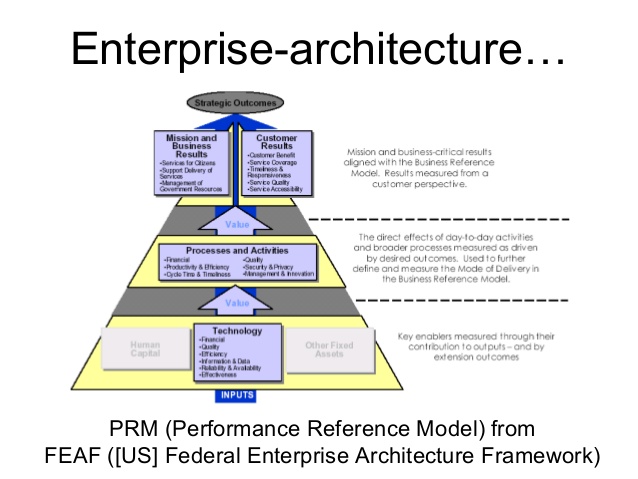 Enterprise-architecture…
Strategic Outcomes
Mission and
Business
Results
•Services for Citizens
•Support Delivery of
Services
•Management of
Government Resources
Customer
Results
•Customer Benefit
•Service Coverage
•Timeliness &
Responsiveness
•Service Quality
•Service Accessibility
Mission and business-critical results
aligned with the Business Reference
Model. Results measured from a
customer perspective.
Value
Processes and Activities
•Financial
•Productivity & Efficiency
•Cycle Time & Timeliness
•Quality
•Security & Privacy
•Management & Innovation
The direct effects of day-to-day activities
and broader processes measured as driven
by desired outcomes. Used to further
define and measure the Mode of Delivery in
the Business Reference Model.
Value
Human
Capital
Technology
•Financial
•Quality
•Efficiency
•Information & Data
•Reliability & Availability
•Effectiveness
Other Fixed
Assets
Key enablers measured through their
contribution to outputs – and by
extension outcomes
INPUTS
PRM (Performance Reference Model) from
FEAF ([US] Federal Enterprise Architecture Framework)